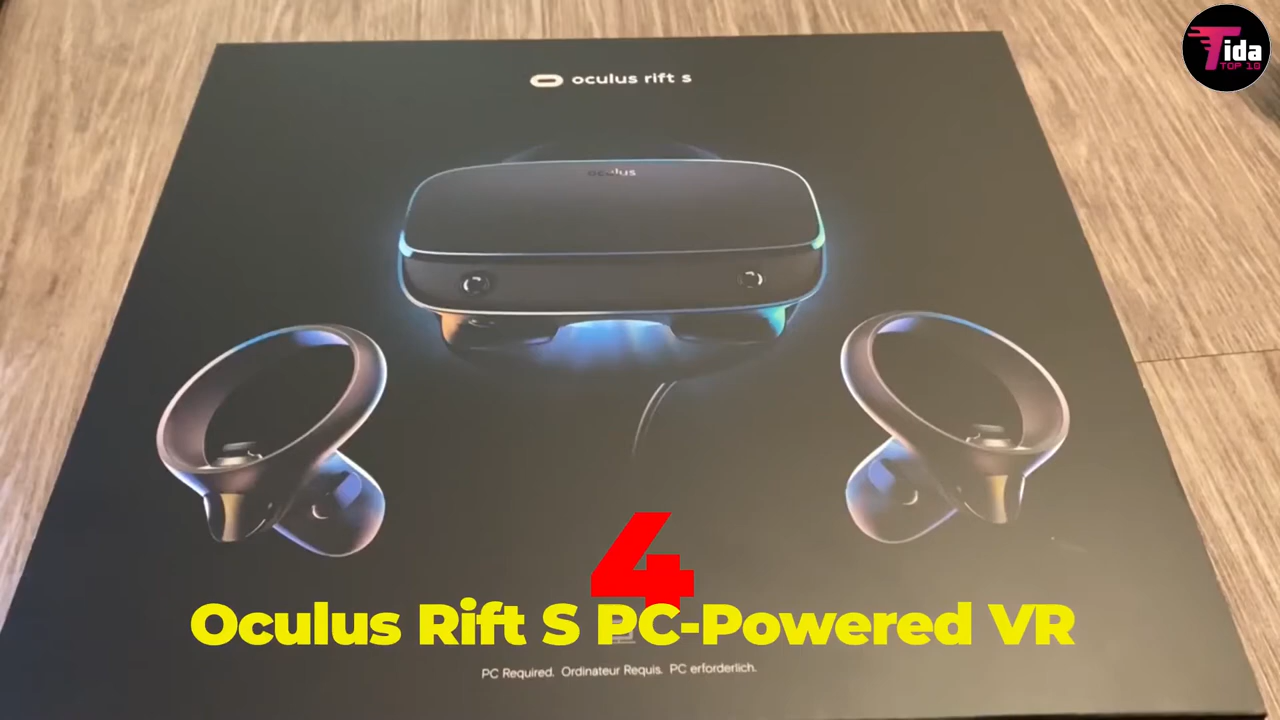 Tida
TOP 10
oculus rift s
oculus
4
Oculus Rift S PC-Powered VR
PC Required. Ordinateur Requis. PC erforderlich.